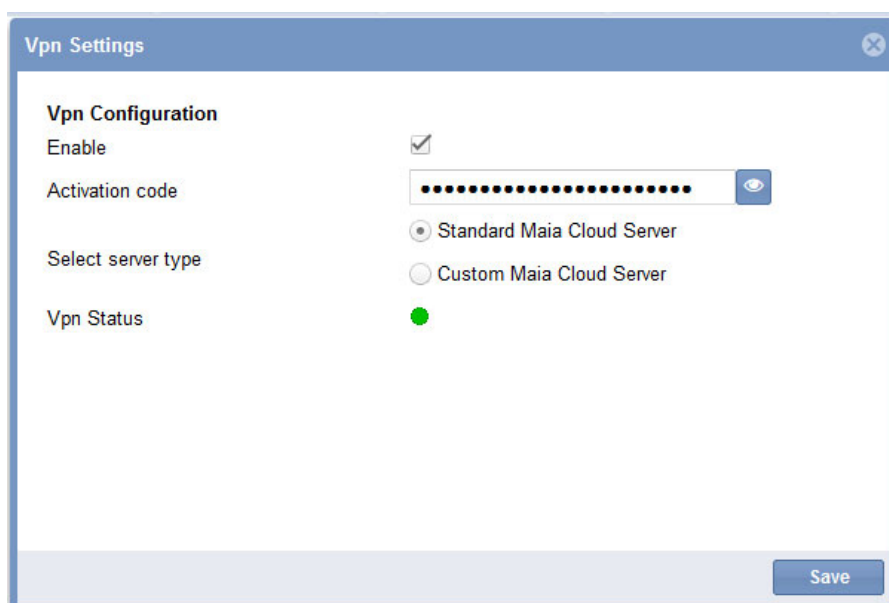 Vpn Settings
Vpn Configuration
Enable
Activation code
•••••••••••••••••••••••
Select server type
Standard Maia Cloud Server
Custom Maia Cloud Server
Vpn Status
Save